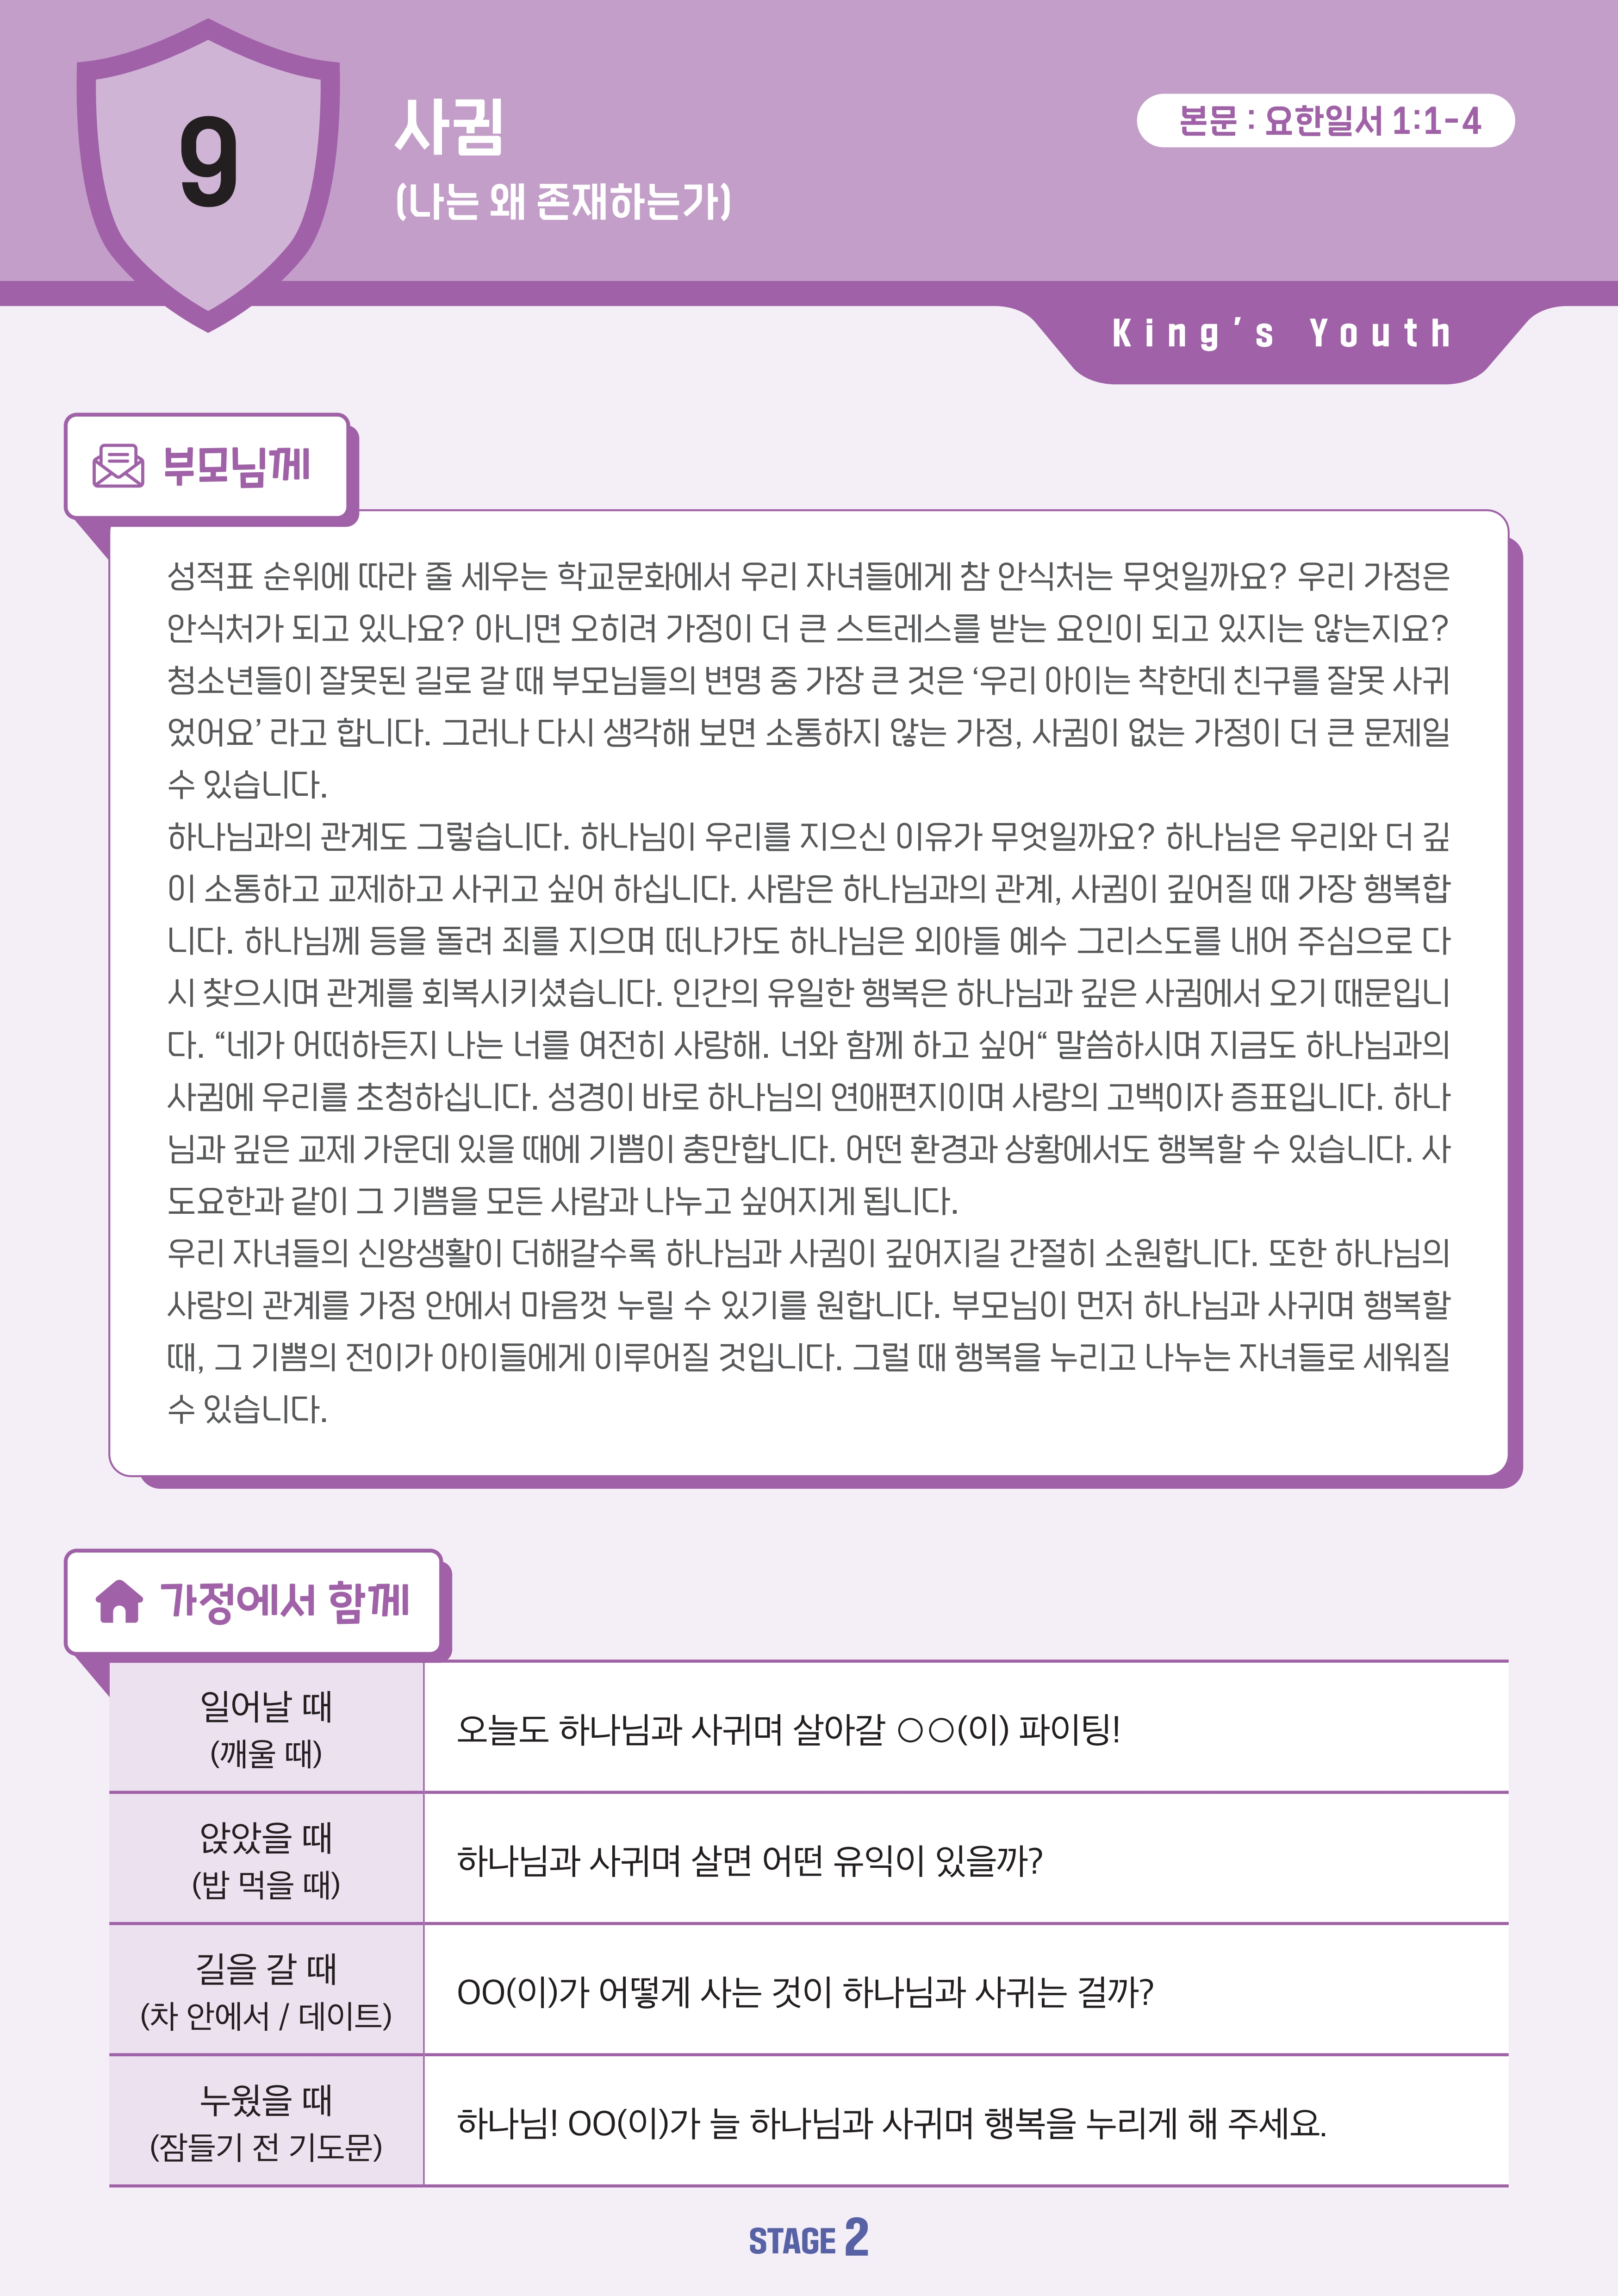 9
사귐
(나는 왜 존재하는가)
본문 : 요한일서 1:1-4
King's Youth
부모님께
성적표 순위에 따라 줄 세우는 학교문화에서 우리 자녀들에게 참 안식처는 무엇일까요? 우리 가정은
안식처가 되고 있나요? 아니면 오히려 가정이 더 큰 스트레스를 받는 요인이 되고 있지는 않는지요?
청소년들이 잘못된 길로 갈 때 부모님들의 변명 중 가장 큰 것은 ‘우리 아이는 착한데 친구를 잘못 사귀
었어요’ 라고 합니다. 그러나 다시 생각해 보면 소통하지 않는 가정, 사귐이 없는 가정이 더 큰 문제일
수 있습니다.
하나님과의 관계도 그렇습니다. 하나님이 우리를 지으신 이유가 무엇일까요? 하나님은 우리와 더 깊
이 소통하고 교제하고 사귀고 싶어 하십니다. 사람은 하나님과의 관계, 사귐이 깊어질 때 가장 행복합
니다. 하나님께 등을 돌려 죄를 지으며 떠나가도 하나님은 외아들 예수 그리스도를 내어 주심으로 다
시 찾으시며 관계를 회복시키셨습니다. 인간의 유일한 행복은 하나님과 깊은 사귐에서 오기 때문입니
다. “네가 어떠하든지 나는 너를 여전히 사랑해. 너와 함께 하고 싶어“ 말씀하시며 지금도 하나님과의
사귐에 우리를 초청하십니다. 성경이 바로 하나님의 연애편지이며 사랑의 고백이자 증표입니다. 하나
님과 깊은 교제 가운데 있을 때에 기쁨이 충만합니다. 어떤 환경과 상황에서도 행복할 수 있습니다. 사
도요한과 같이 그 기쁨을 모든 사람과 나누고 싶어지게 됩니다.
우리 자녀들의 신앙생활이 더해갈수록 하나님과 사귐이 깊어지길 간절히 소원합니다. 또한 하나님의
사랑의 관계를 가정 안에서 마음껏 누릴 수 있기를 원합니다. 부모님이 먼저 하나님과 사귀며 행복할
때, 그 기쁨의 전이가 아이들에게 이루어질 것입니다. 그럴 때 행복을 누리고 나누는 자녀들로 세워질
수 있습니다.
가정에서 함께
일어날 때
(깨울 때)
오늘도 하나님과 사귀며 살아갈 ○○(이) 파이팅!
앉았을 때
(밥 먹을 때)
하나님과 사귀며 살면 어떤 유익이 있을까?
길을 갈 때
(차 안에서 / 데이트)
OO(이)가 어떻게 사는 것이 하나님과 사귀는 걸까?
누웠을 때
(잠들기 전 기도문)
하나님! OO(이)가 늘 하나님과 사귀며 행복을 누리게 해 주세요.
STAGE 2